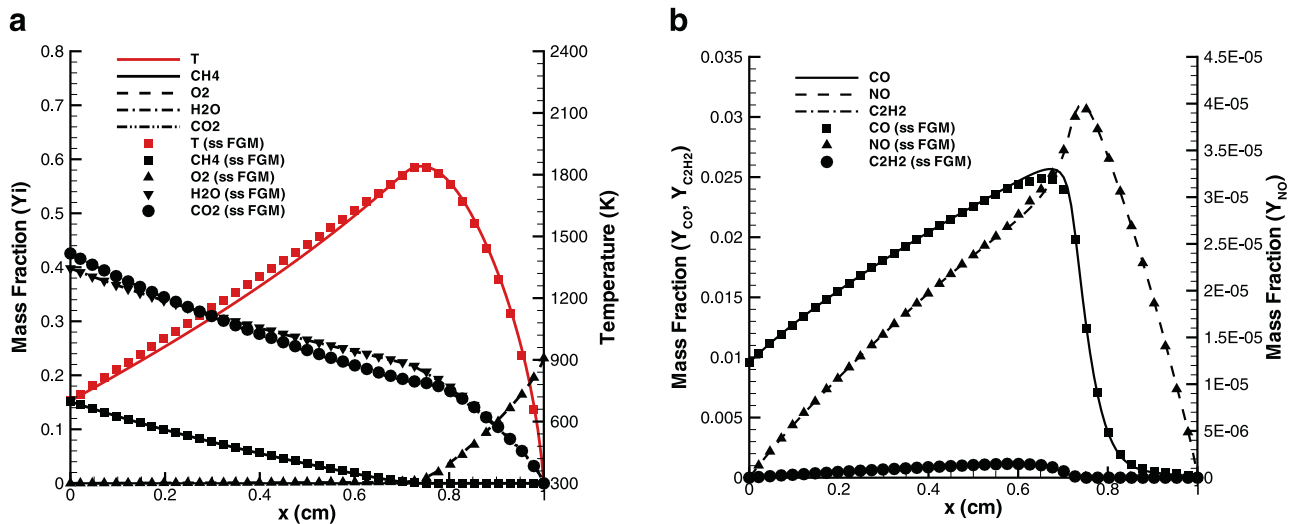 a
0.8
0.7
0.6
0.5
0.4
0.3
0.2
0.1
0
Mass Fraction (Yi)
T
CH4
O2
H2O
CO2
T (ss FGM)
CH4 (ss FGM)
O2 (ss FGM)
H2O (ss FGM)
CO2 (ss FGM)
2400
2100
1800
1500
1200
900
600
300
Temperature (K)
0 0.2 0.4 0.6 0.8 1
x (cm)
b
0.035
0.03
0.025
0.02
0.015
0.01
0.005
0
Mass Fraction (Y_CO, Y_C2H2)
CO
NO
C2H2
CO (ss FGM)
NO (ss FGM)
C2H2 (ss FGM)
4.5E-05
4E-05
3.5E-05
3E-05
2.5E-05
2E-05
1.5E-05
1E-05
5E-06
0
Mass Fraction (Y_NO)
0 0.2 0.4 0.6 0.8 1
x (cm)